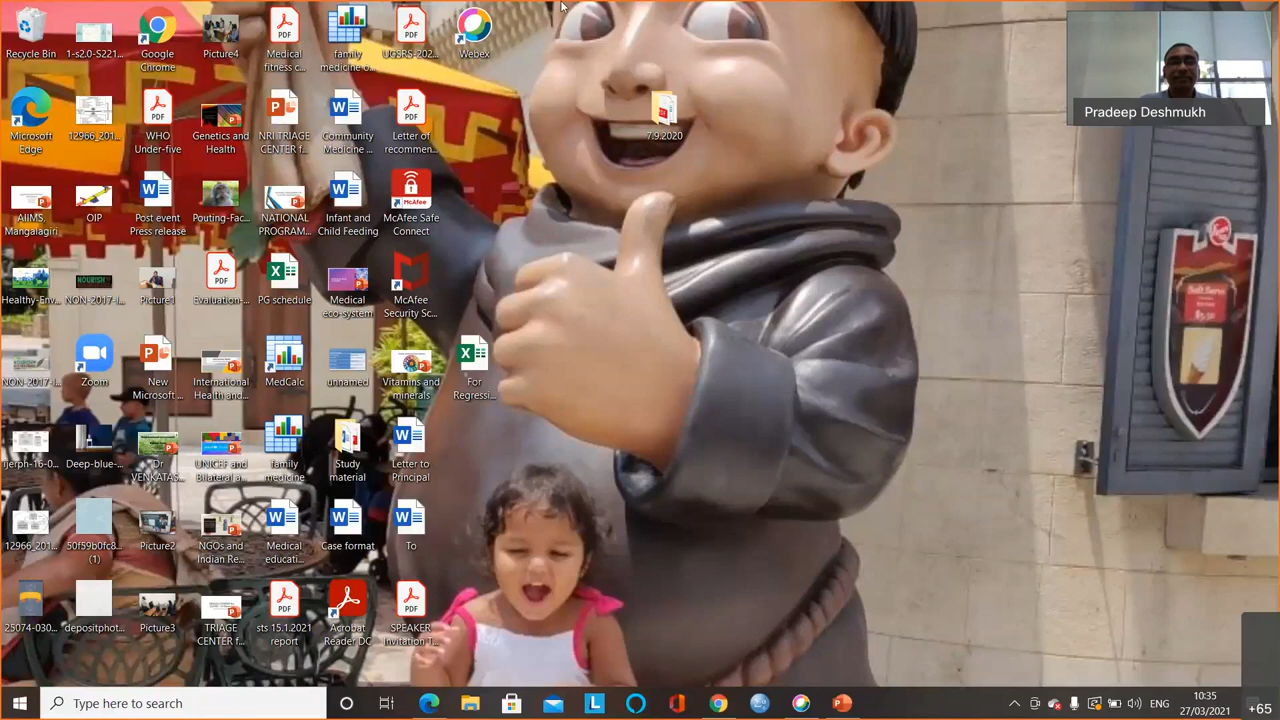 Recycle Bin
1-s2.0-S221...
Google
Chrome
Picture4
Medical
fitness c...
family
medicine o...
UGSRS-202...
Webex
Microsoft
Edge
12966_201...
WHO
Under-five
Genetics and
Health
NRI.TRIAGE
CENTER f...
Community
Medicine ...
Letter of
recommen...
7.9.2020
Pradeep Deshmukh
AIIMS,
Mangalagiri
OIP
Post event
Press release
Pouting-Fac...
NATIONAL
PROGRAM...
Infant and
Child Feeding
McAfee
McAfee Safe
Connect
Healthy-Env...
NOURISH
NON-2017-I...
Picture1
Evaluation-...
PG schedule
Medical
eco-system
McAfee
Security Sc...
Soft Serve
NON-2017-I...
Zoom
New
Microsoft ...
International
Health and...
MedCalc
unnamed
Vitamins and
minerals
For
Regressi...
ijerph-16-0...
Deep-blue-...
Dr
VENKATAS...
UNICEF and
Bilateral a...
family
medicine
Study
material
Letter to
Principal
12966_201...
50f59b0fc8...
(1)
Picture2
NGOs and
Indian Re...
Medical
educati...
Case format
To
25074-030...
depositphot...
Picture3
TRIAGE
CENTER f...
sts 15.1.2021
report
Acrobat
Reader DC
SPEAKER
Invitation T...
Type here to search
ENG
10:35
27/03/2021
+65